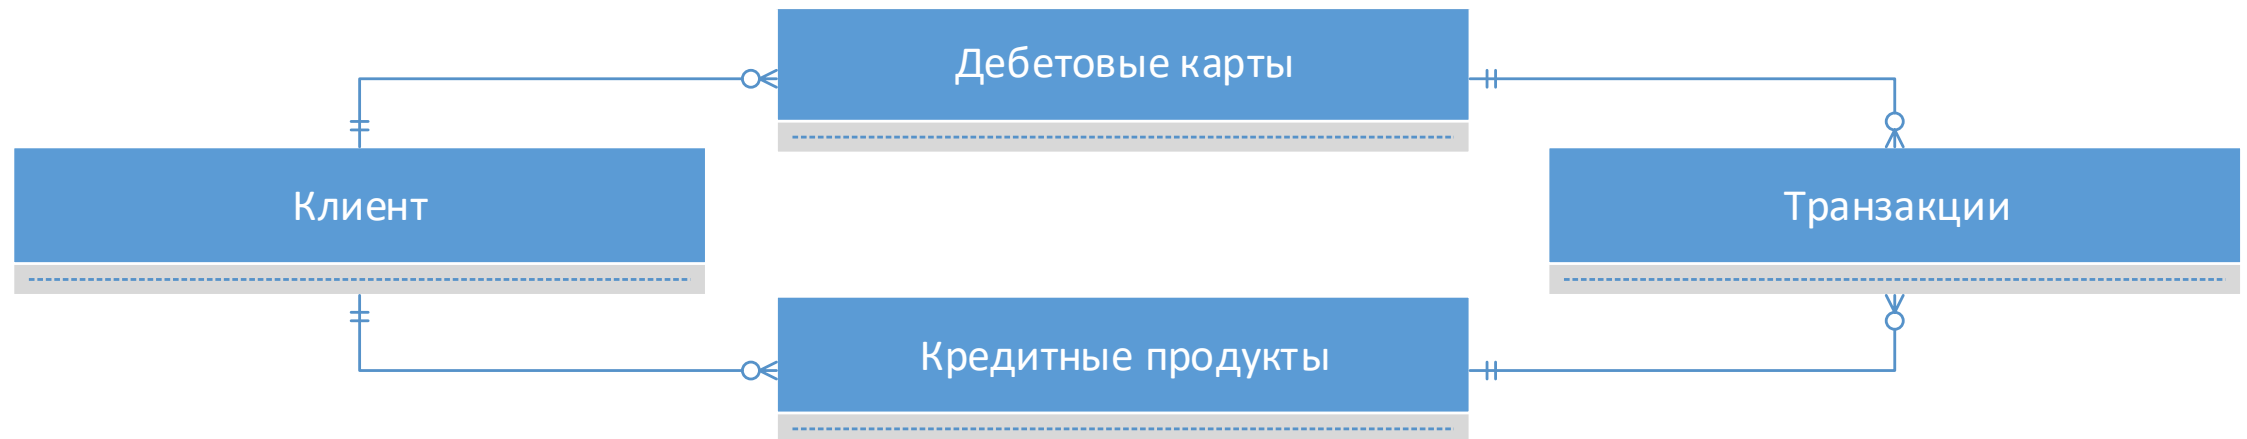 Дебетовые карты
Клиент
Транзакции
Кредитные продукты